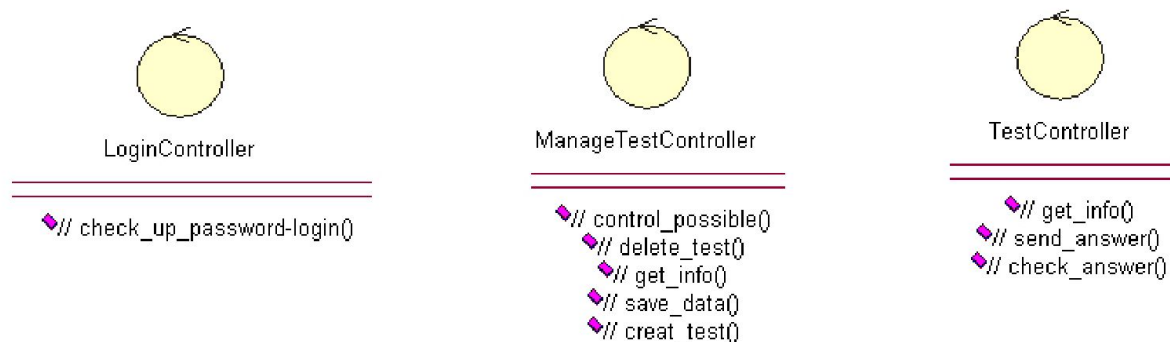 LoginController
// check_up_password-login()
ManageTestController
// control_possible()
// delete_test()
// get_info()
// save_data()
// creat_test()
TestController
// get_info()
// send_answer()
// check_answer()